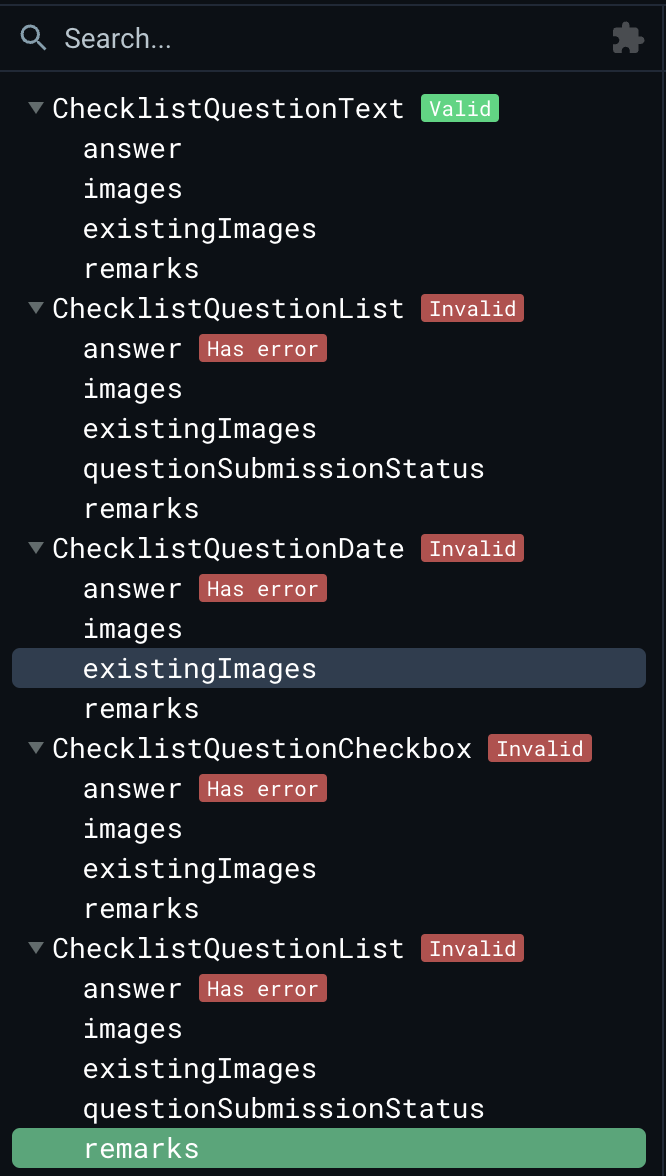 Search...
ChecklistQuestionText Valid
answer
images
existingImages
remarks
ChecklistQuestionList Invalid
answer Has error
images
existingImages
questionSubmissionStatus
remarks
ChecklistQuestionDate Invalid
answer Has error
images
existingImages
remarks
ChecklistQuestionCheckbox Invalid
answer Has error
images
existingImages
remarks
ChecklistQuestionList Invalid
answer Has error
images
existingImages
questionSubmissionStatus
remarks